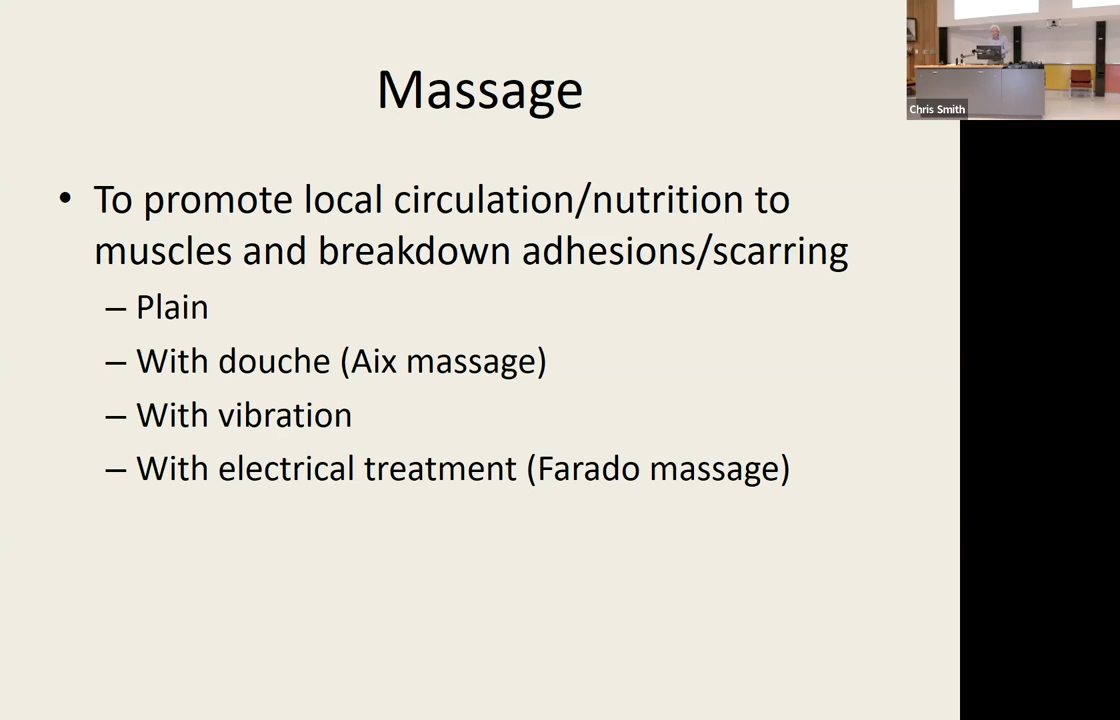 Massage
• To promote local circulation/nutrition to
muscles and breakdown adhesions/scarring
– Plain
– With douche (Aix massage)
– With vibration
– With electrical treatment (Farado massage)
Chris Smith